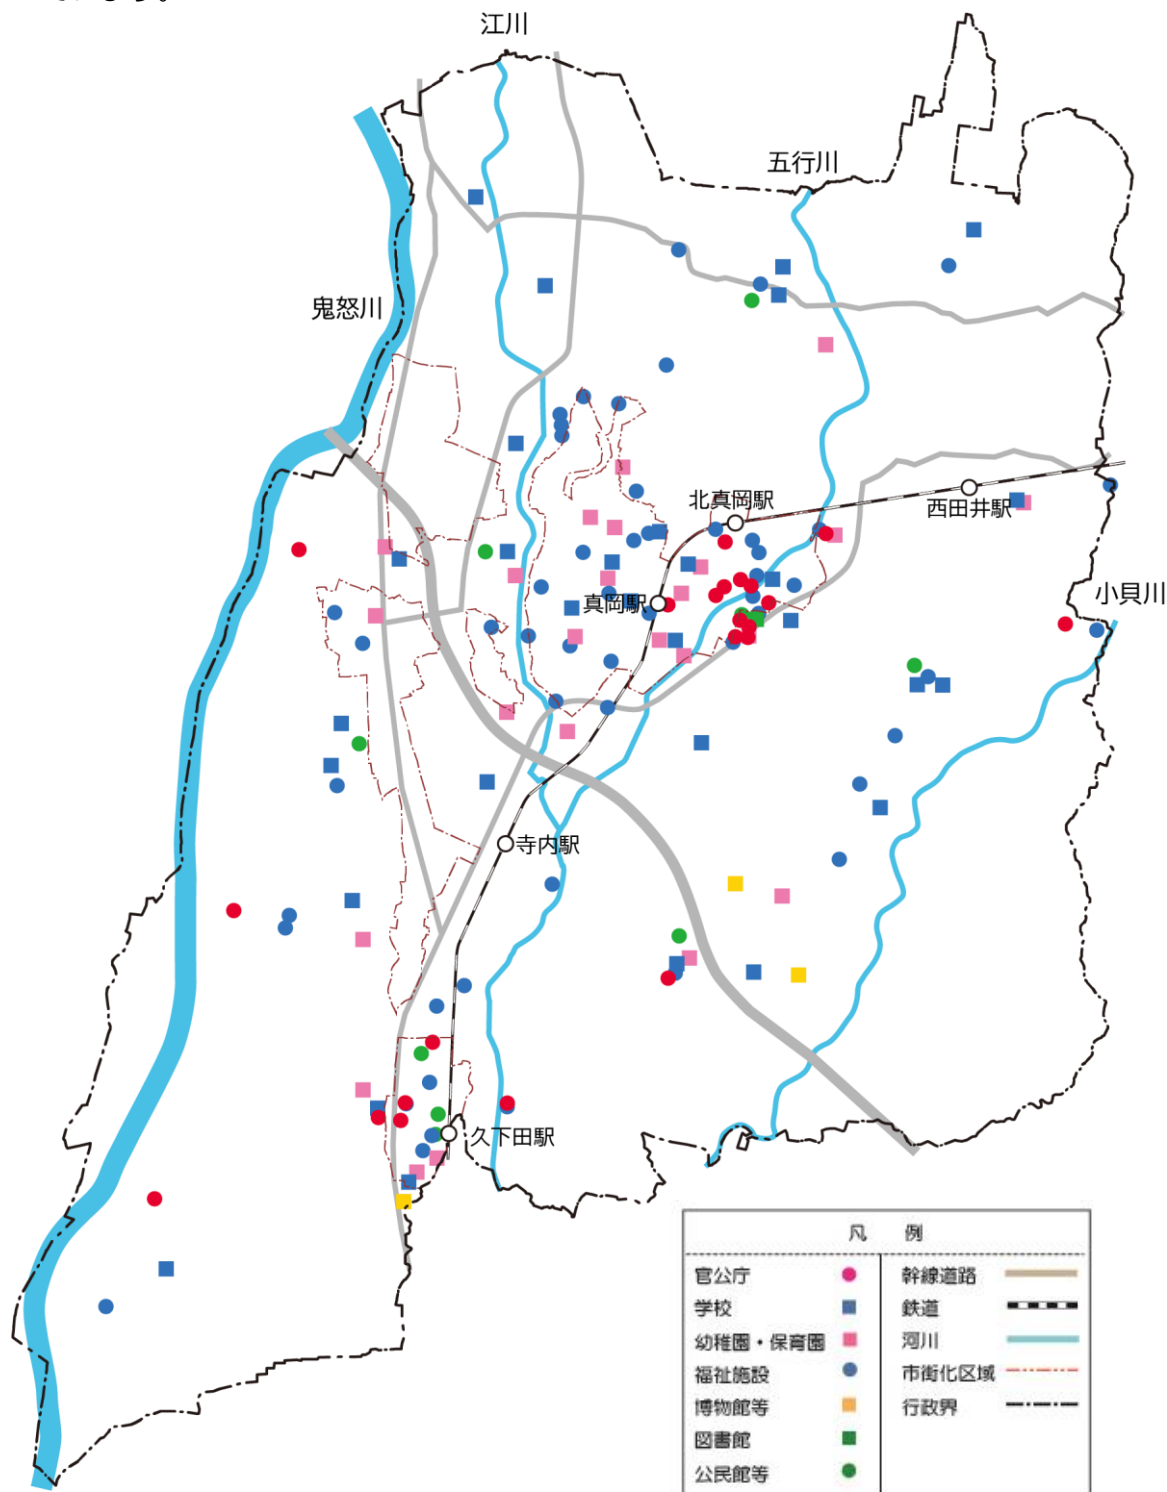 江川
五行川
鬼怒川
北真岡駅
西田井駅
真岡駅
小貝川
寺内駅
久下田駅
凡 例
官公庁
学校
幼稚園・保育園
福祉施設
博物館等
図書館
公民館等
幹線道路
鉄道
河川
市街化区域
行政界